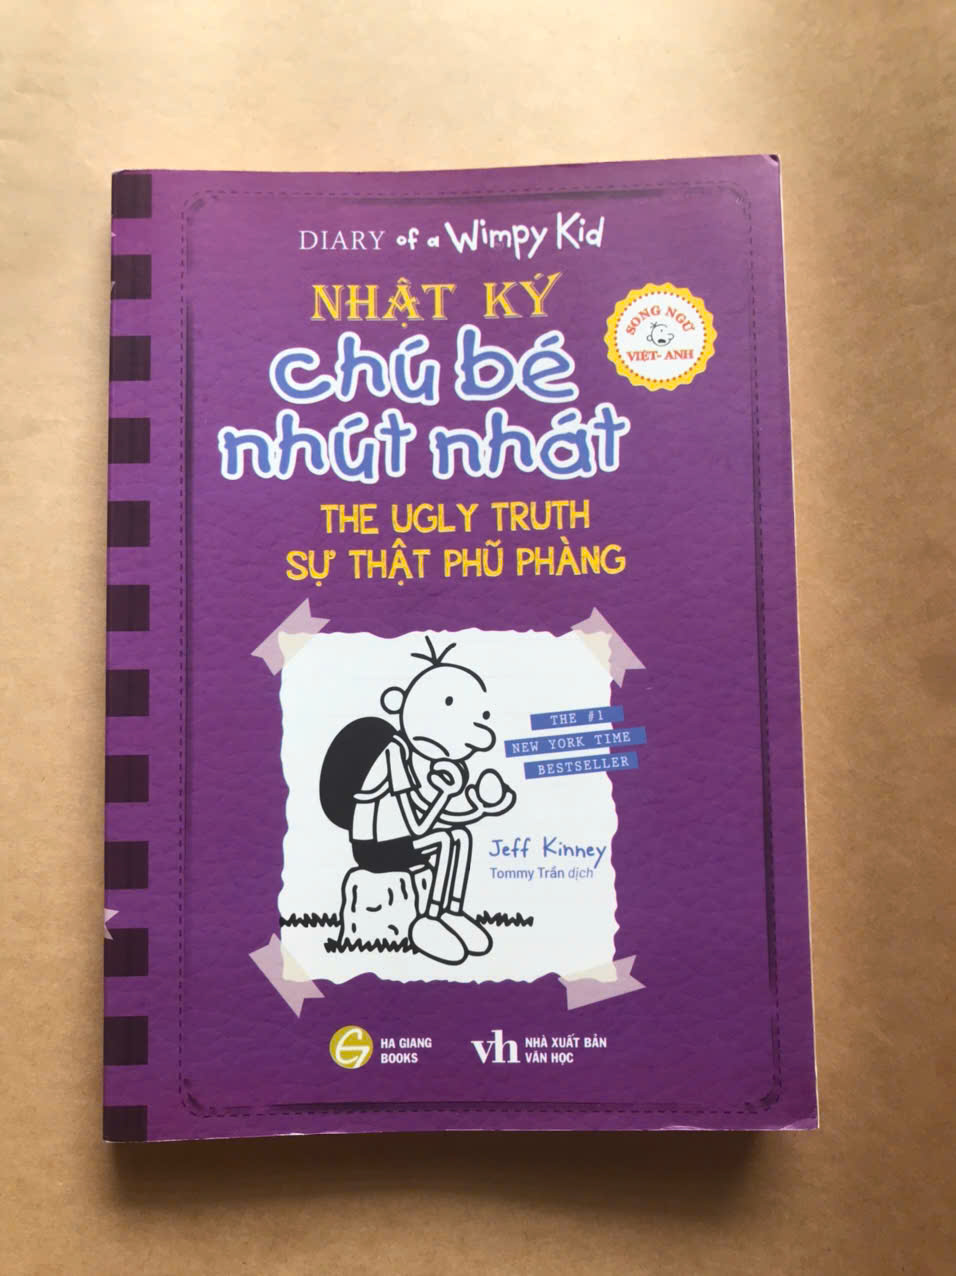 DIARY of a Wimpy Kid
NHẬT KÝ
chú bé
nhút nhát
SONG NGỮ
VIỆT- ANH
THE UGLY TRUTH
SỰ THẬT PHŨ PHÀNG
THE #1
NEW YORK TIME
BESTSELLER
Jeff Kinney
Tommy Trần dịch
HA GIANG
BOOKS
vh
NHÀ XUẤT BẢN
VĂN HỌC